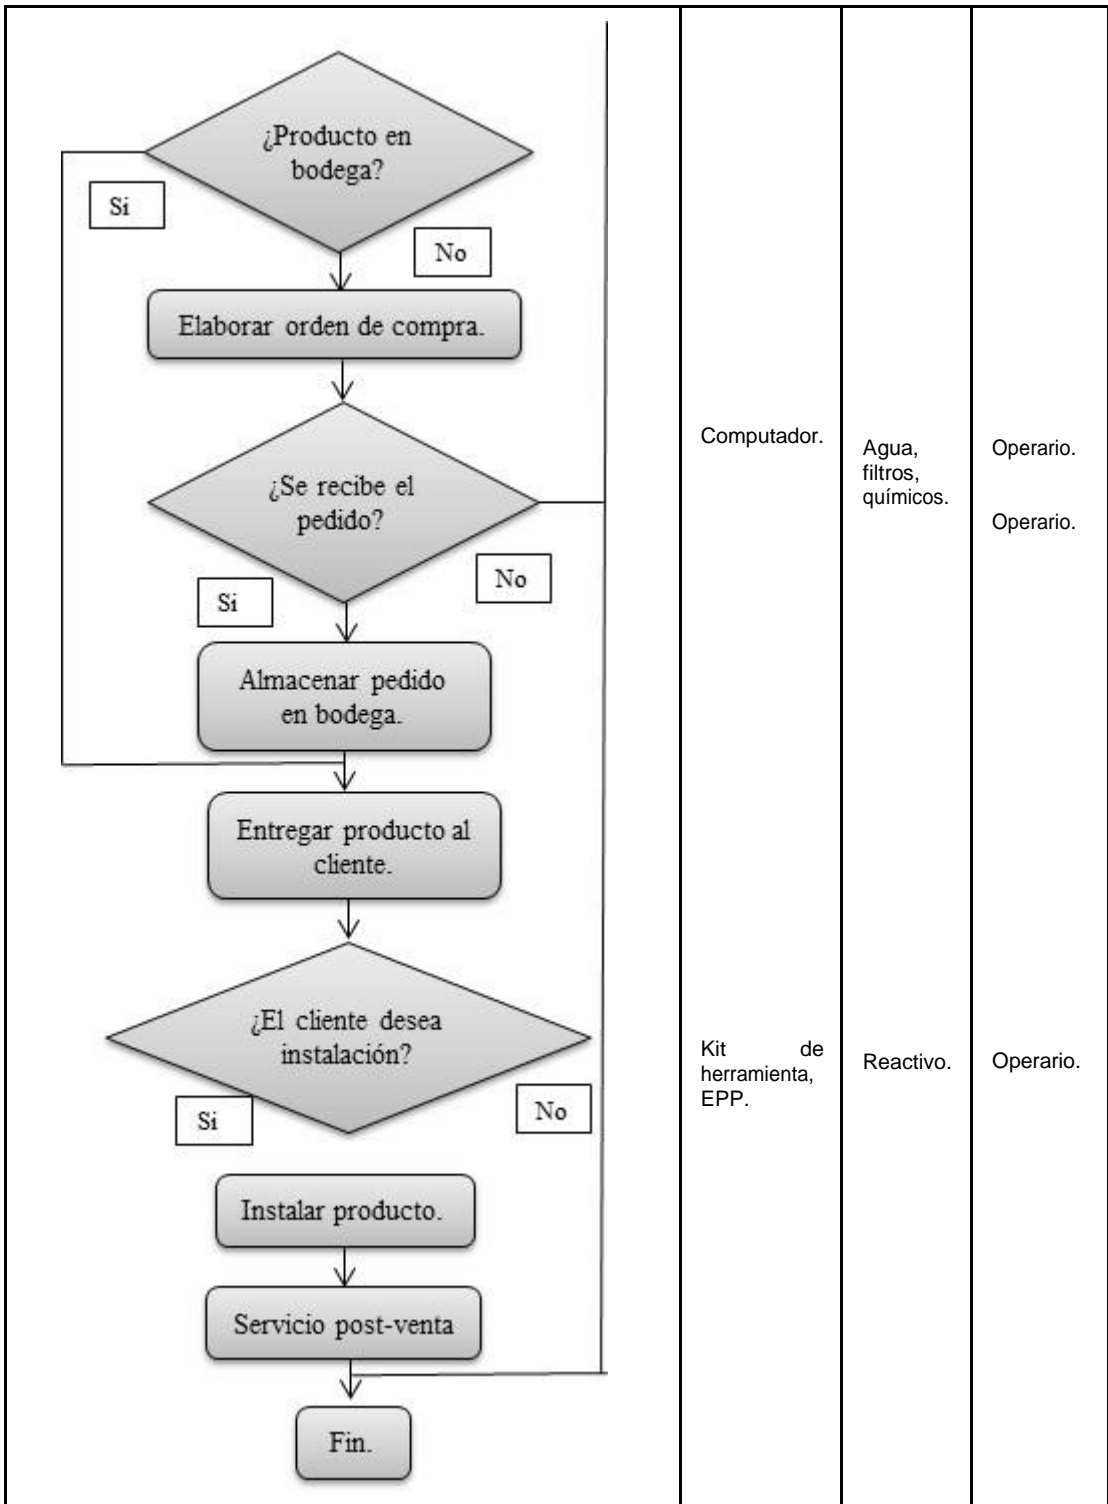 ¿Producto en
bodega?
Si
No
Elaborar orden de compra.
¿Se recibe el
pedido?
Si
No
Almacenar pedido
en bodega.
Entregar producto al
cliente.
¿El cliente desea
instalación?
Si
No
Instalar producto.
Servicio post-venta
Fin.
Computador.
Kit de
herramienta,
EPP.
Agua,
filtros,
químicos.
Reactivo.
Operario.
Operario.
Operario.